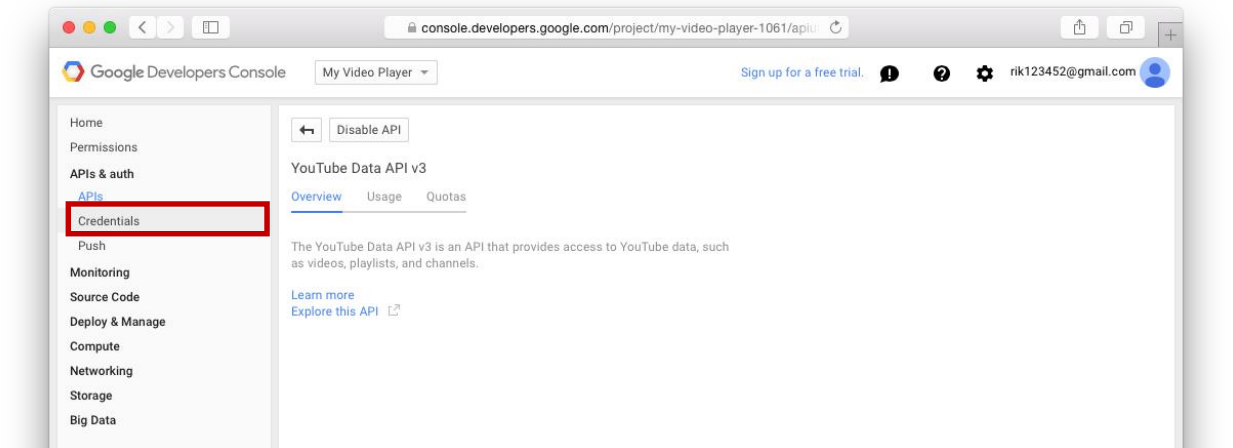 console.developers.google.com/project/my-video-player-1061/apiui
Google Developers Console
My Video Player
Sign up for a free trial.
rik123452@gmail.com
Home
Permissions
APIs & auth
APIs
Credentials
Push
Monitoring
Source Code
Deploy & Manage
Compute
Networking
Storage
Big Data
Disable API
YouTube Data API v3
Overview Usage Quotas
The YouTube Data API v3 is an API that provides access to YouTube data, such
as videos, playlists, and channels.
Learn more
Explore this API